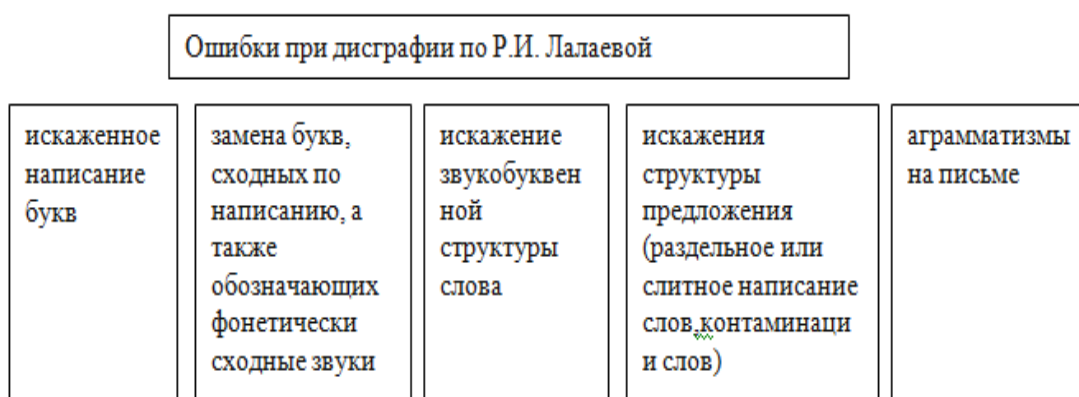 Ошибки при дисграфии по Р.И. Лалаевой
искаженное
написание
букв
замена букв,
сходных по
написанию, а
также
обозначающих
фонетически
сходные звуки
искажение
звукобуквен
ной
структуры
слова
искажения
структуры
предложения
(раздельное или
слитное написание
слов,контаминаци
и слов)
аграмматизмы
на письме